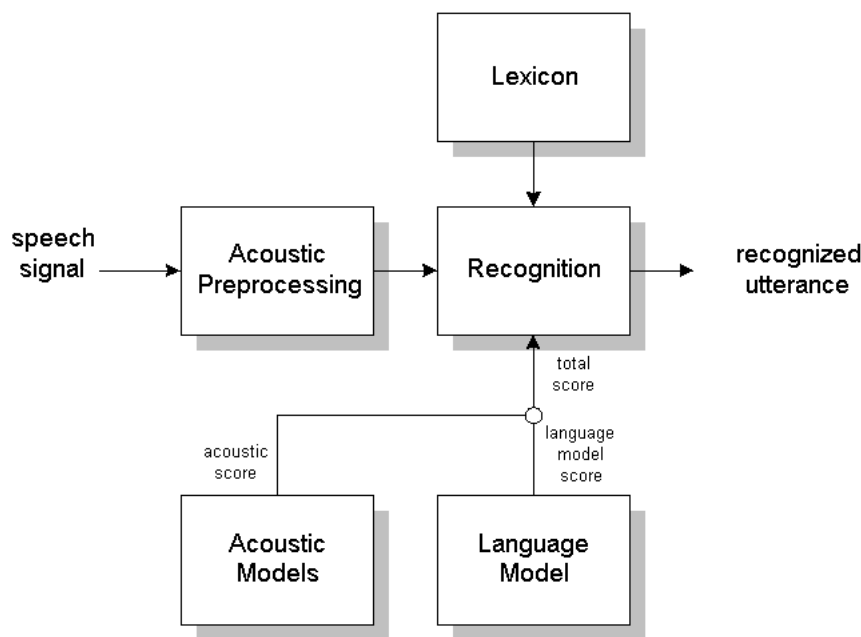 Lexicon
speech
signal
Acoustic
Preprocessing
Recognition
recognized
utterance
total
score
acoustic
score
language
model
score
Acoustic
Models
Language
Model